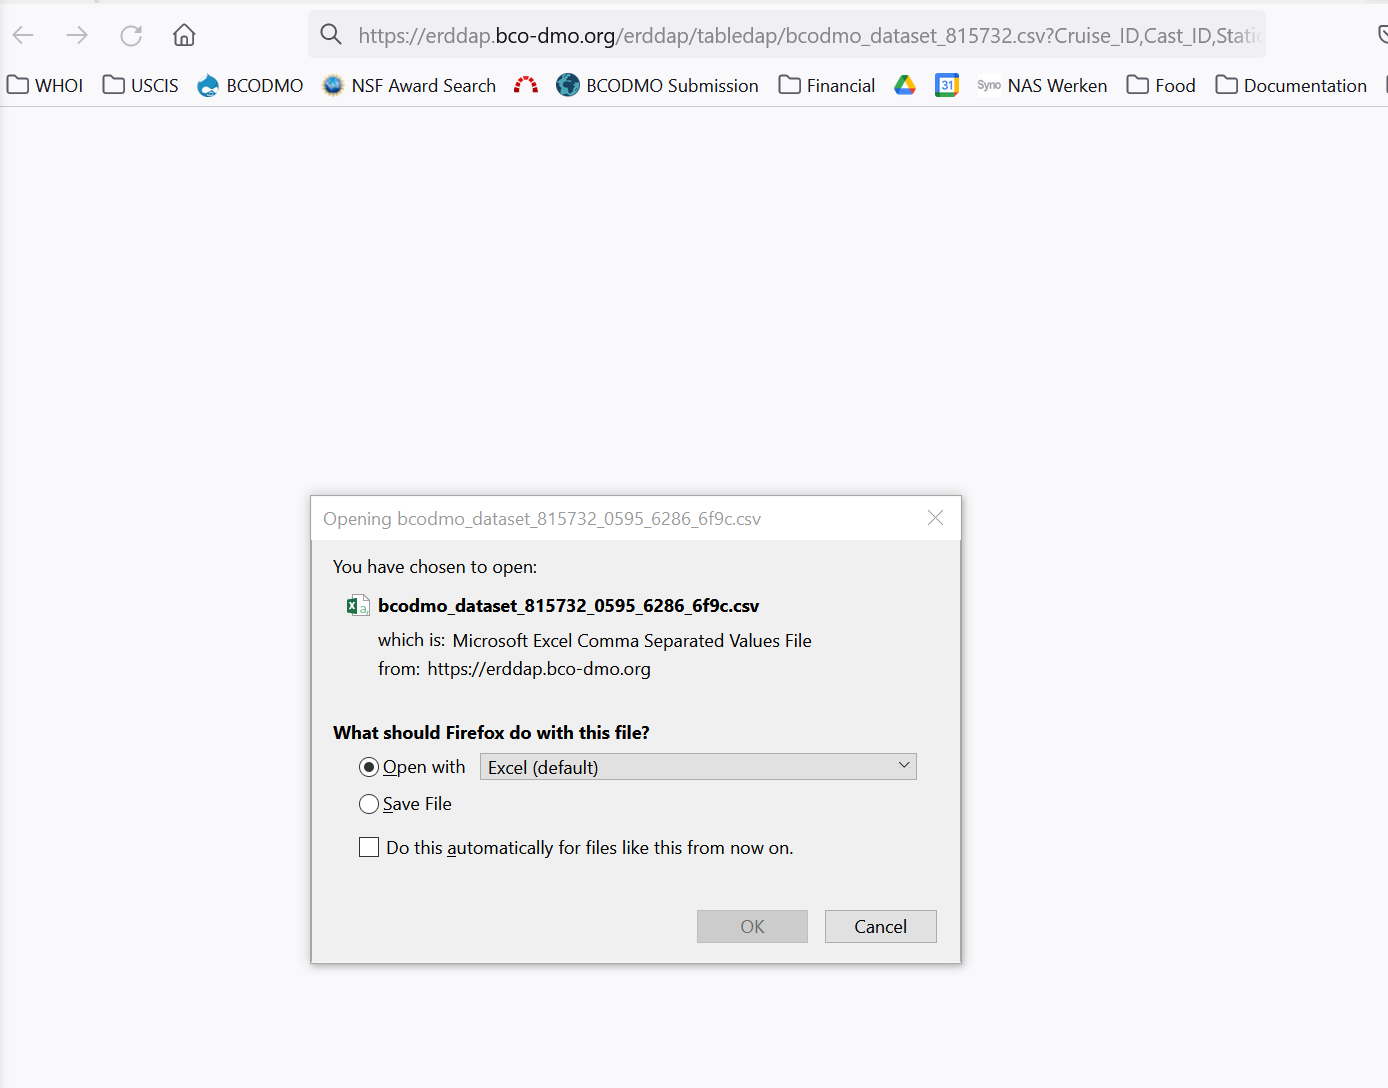 https://erddap.bco-dmo.org/erddap/tabledap/bcodmo_dataset_815732.csv?Cruise_ID,Cast_ID,Static
WHOI USCIS BCODMO NSF Award Search BCODMO Submission Financial 31 Syno NAS Werken Food Documentation
Opening bcodmo_dataset_815732_0595_6286_6f9c.csv
You have chosen to open:
bcodmo_dataset_815732_0595_6286_6f9c.csv
which is: Microsoft Excel Comma Separated Values File
from: https://erddap.bco-dmo.org
What should Firefox do with this file?
Open with Excel (default)
Save File
Do this automatically for files like this from now on.
OK Cancel